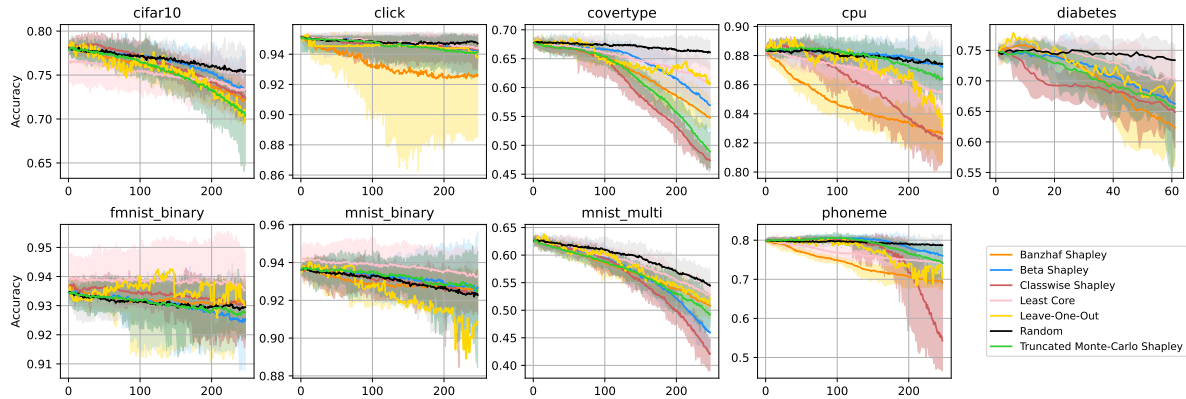 cifar10
click
covertype
cpu
diabetes
Accuracy
0.80
0.75
0.70
0.65
0 100 200
0.94
0.92
0.90
0.88
0.86
0 100 200
0.70
0.65
0.60
0.55
0.50
0.45
0 100 200
0.90
0.88
0.86
0.84
0.82
0.80
0 100 200
0.75
0.70
0.65
0.60
0.55
0 20 40 60
fmnist_binary
mnist_binary
mnist_multi
phoneme
Accuracy
0.95
0.94
0.93
0.92
0.91
0 100 200
0.96
0.94
0.92
0.90
0.88
0 100 200
0.65
0.60
0.55
0.50
0.45
0.40
0 100 200
0.8
0.7
0.6
0.5
0 100 200
Banzhaf Shapley
Beta Shapley
Classwise Shapley
Least Core
Leave-One-Out
Random
Truncated Monte-Carlo Shapley